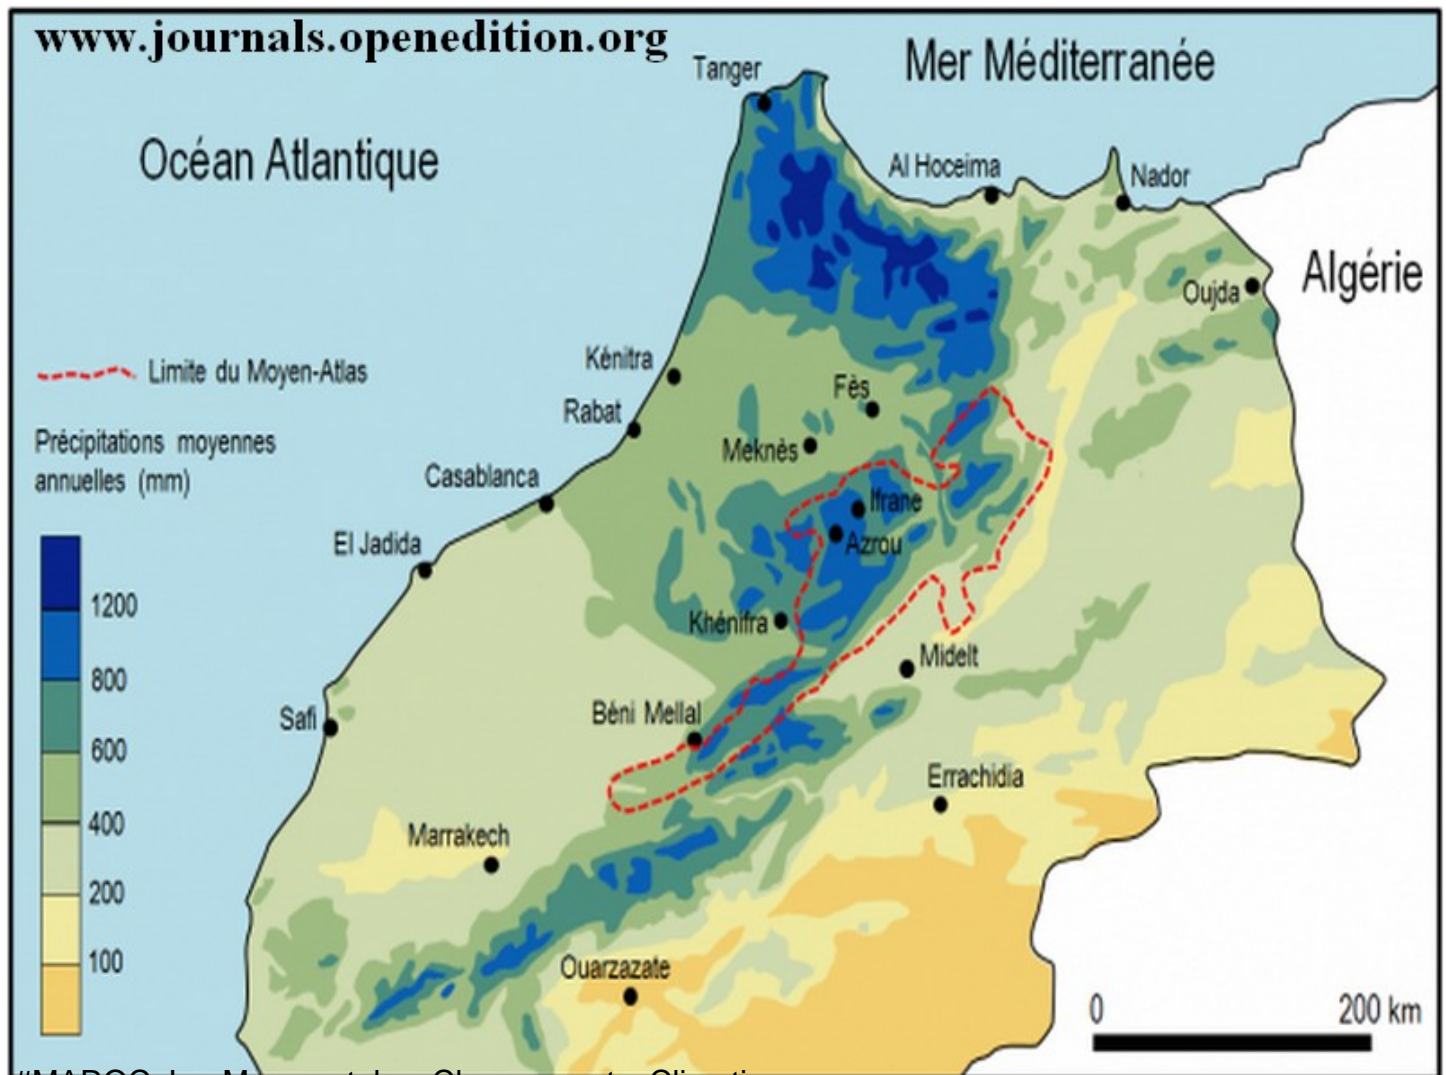 www.journals.openedition.org
Tanger
Mer Méditerranée
Océan Atlantique
Al Hoceima
Nador
Algérie
Oujda
Kénitra
Limite du Moyen-Atlas
Fès
Rabat
Précipitations moyennes
annuelles (mm)
Meknès
Casablanca
Ifrane
El Jadida
Azrou
1200
Khénifra
Midelt
800
Béni Mellal
Safi
600
Errachidia
400
Marrakech
200
100
Ouarzazate
0 200 km